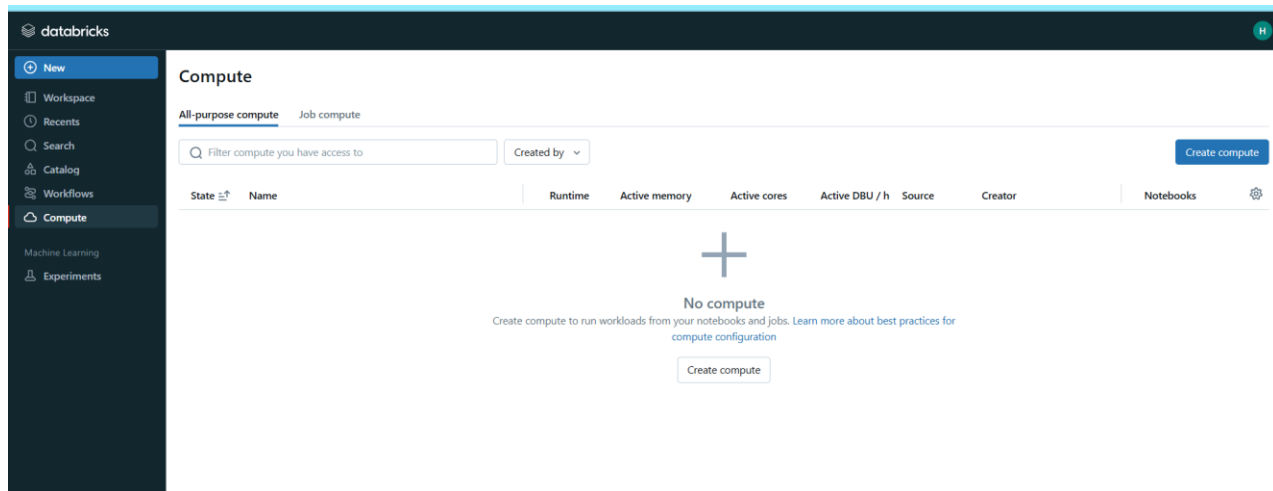 databricks
H
New
Workspace
Recents
Search
Catalog
Workflows
Compute
Machine Learning
Experiments
Compute
All-purpose compute Job compute
Filter compute you have access to Created by Create compute
State Name Runtime Active memory Active cores Active DBU / h Source Creator Notebooks
No compute
Create compute to run workloads from your notebooks and jobs. Learn more about best practices for
compute configuration
Create compute